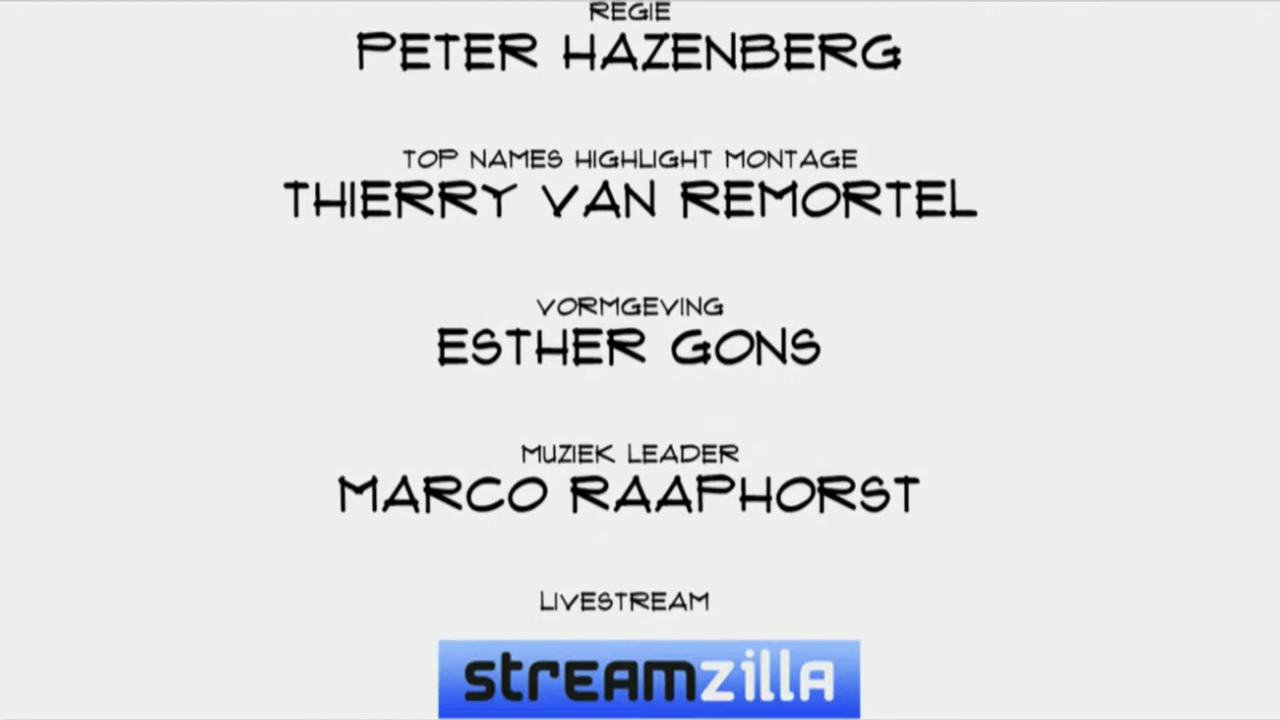 REGIE
PETER HAZENBERG
TOP NAMES HIGHLIGHT MONTAGE
THIERRY VAN REMORTEL
VORMGEVING
ESTHER GONS
MUZIEK LEADER
MARCO RAAPHORST
LIVESTREAM
streamzilla